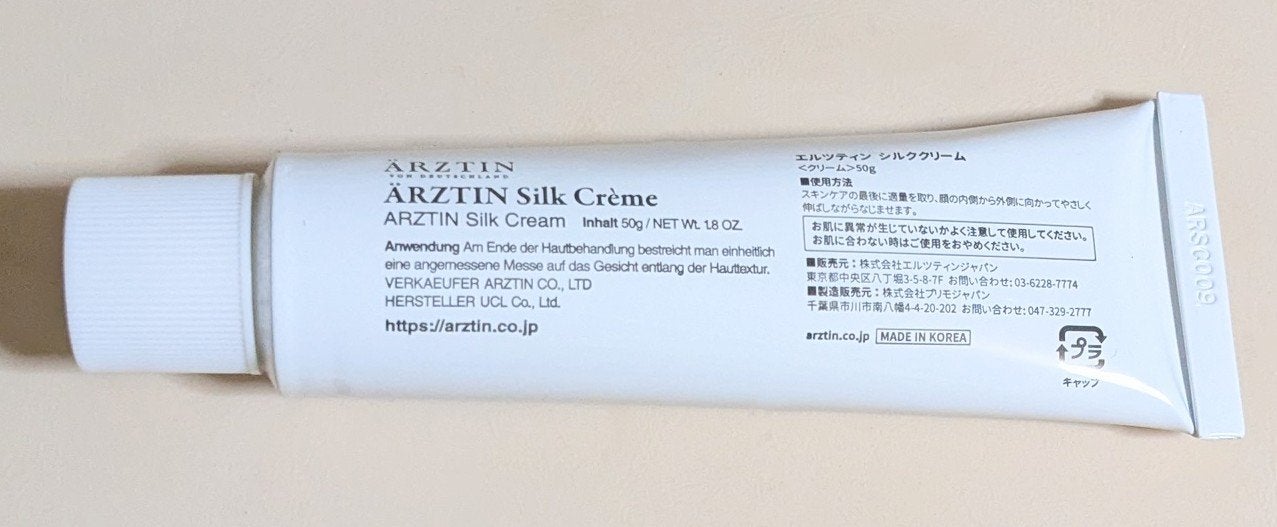 ÄRZTIN
VON DEUTSCHLAND
ÄRZTIN Silk Crème
ARZTIN Silk Cream Inhalt 50g / NET Wt. 1.8 OZ.
Anwendung Am Ende der Hautbehandlung bestreicht man einheitlich
eine angemessene Messe auf das Gesicht entlang der Hauttextur.
VERKAEUFER ARZTIN CO., LTD
HERSTELLER UCL Co., Ltd.
https://arztin.co.jp
エルツティン シルククリーム
<クリーム>50g
■使用方法
スキンケアの最後に適量を取り、顔の内側から外側に向かってやさしく
伸ばしながらなじませます。
お肌に異常が生じていないかよく注意して使用してください。
お肌に合わない時はご使用をおやめください。
■販売元：株式会社エルツティンジャパン
東京都中央区八丁堀3-5-8-7F お問い合わせ：03-6228-7774
■製造販売元：株式会社プリモジャパン
千葉県市川市南八幡4-4-20-202 お問い合わせ：047-329-2777
arztin.co.jp MADE IN KOREA
プラ
キャップ
ARSC009